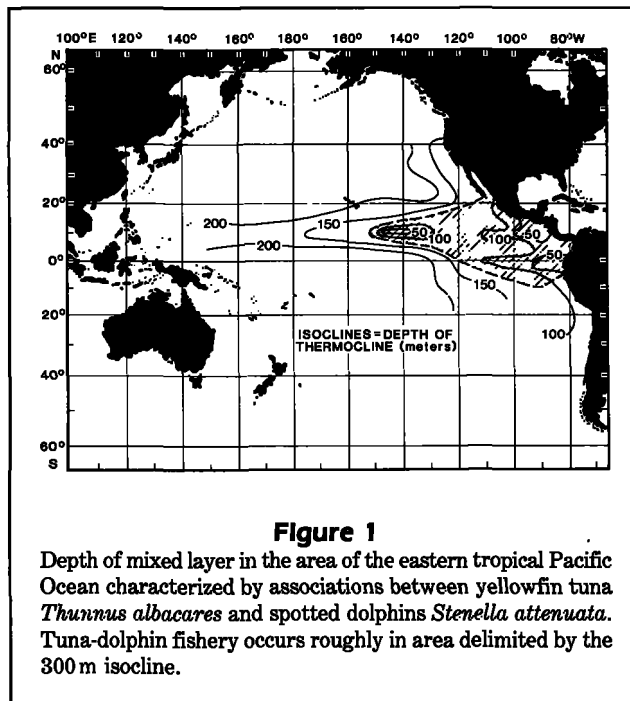 100°E 120° 140° 160° 180° 160° 140° 120° 100° 80°W
N
60°
40°
20°
200 150
50 100 100 50
200
50
0°
150
20°
ISOCLINES=DEPTH OF
100
THERMOCLINE (meters)
40°
60°
S
Figure 1
Depth of mixed layer in the area of the eastern tropical Pacific
Ocean characterized by associations between yellowfin tuna
Thunnus albacares and spotted dolphins Stenella attenuata.
Tuna-dolphin fishery occurs roughly in area delimited by the
300 m isocline.